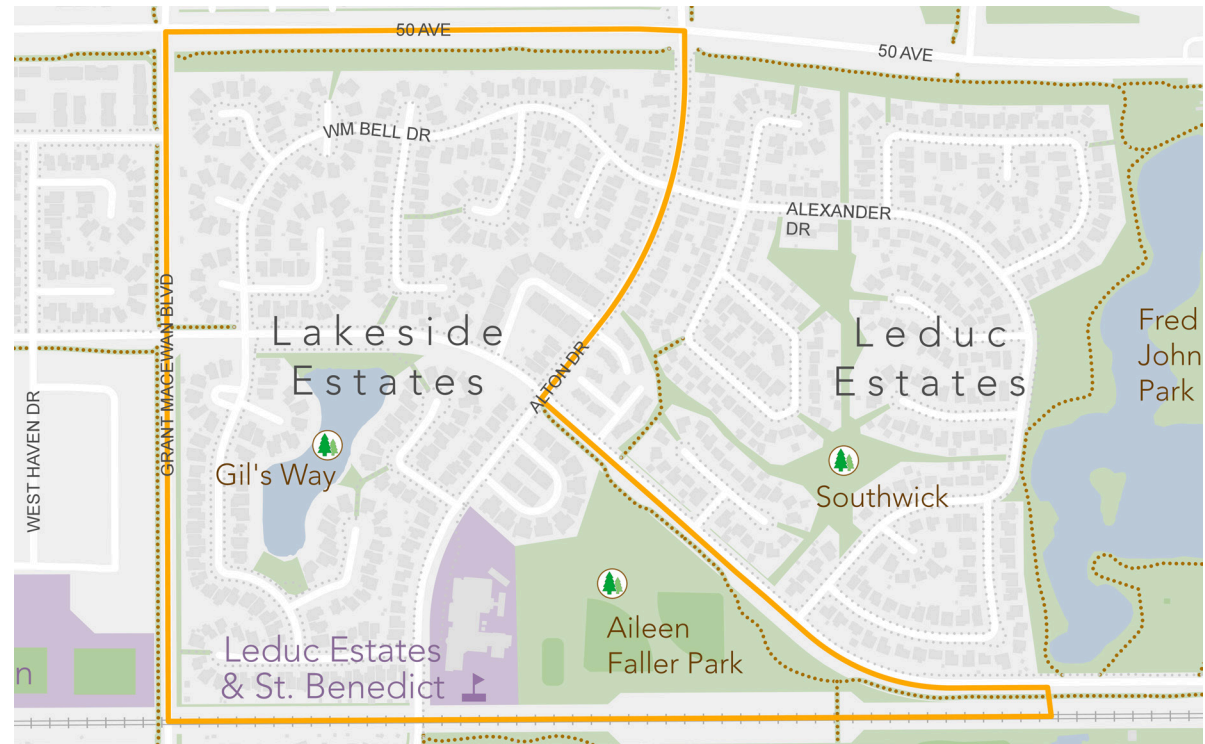 50 AVE
50 AVE
WM BELL DR
ALEXANDER
DR
GRANT MACEWAN BLVD
Lakeside
Estates
Leduc
Estates
Fred
John
Park
ALTON DR
WEST HAVEN DR
Gil's Way
Southwick
Aileen
Faller Park
Leduc Estates
& St. Benedict
n